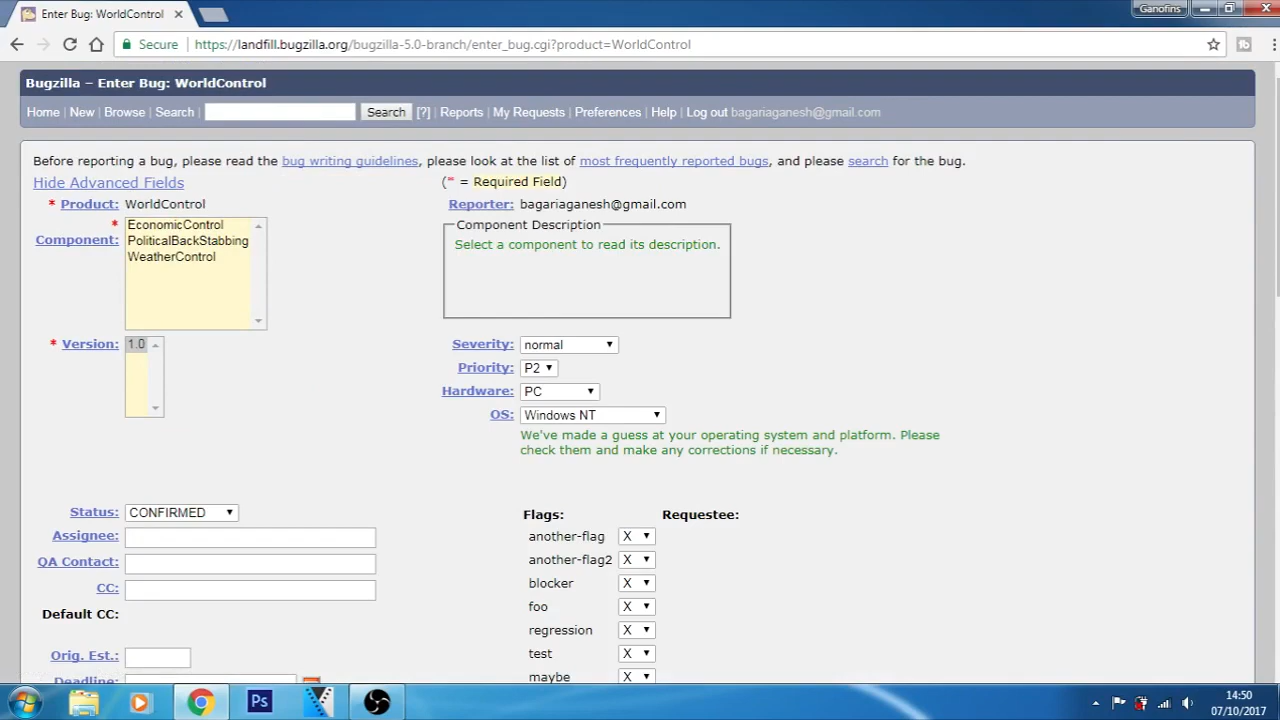 Enter Bug: WorldControl
Ganofins
Secure
https://landfill.bugzilla.org/bugzilla-5.0-branch/enter_bug.cgi?product=WorldControl
Bugzilla – Enter Bug: WorldControl
Home | New | Browse | Search | Search [?] | Reports | My Requests | Preferences | Help | Log out bagariaganesh@gmail.com
Before reporting a bug, please read the bug writing guidelines, please look at the list of most frequently reported bugs, and please search for the bug.
Hide Advanced Fields
(* = Required Field)
* Product: WorldControl
Reporter: bagariaganesh@gmail.com
* Component:
EconomicControl
PoliticalBackStabbing
WeatherControl
Component Description
Select a component to read its description.
* Version: 1.0
Severity: normal
Priority: P2
Hardware: PC
OS: Windows NT
We've made a guess at your operating system and platform. Please
check them and make any corrections if necessary.
Status: CONFIRMED
Assignee:
QA Contact:
CC:
Default CC:
Orig. Est.:
Deadline:
Flags: Requestee:
another-flag X
another-flag2 X
blocker X
foo X
regression X
test X
maybe X
Ps
14:50
07/10/2017